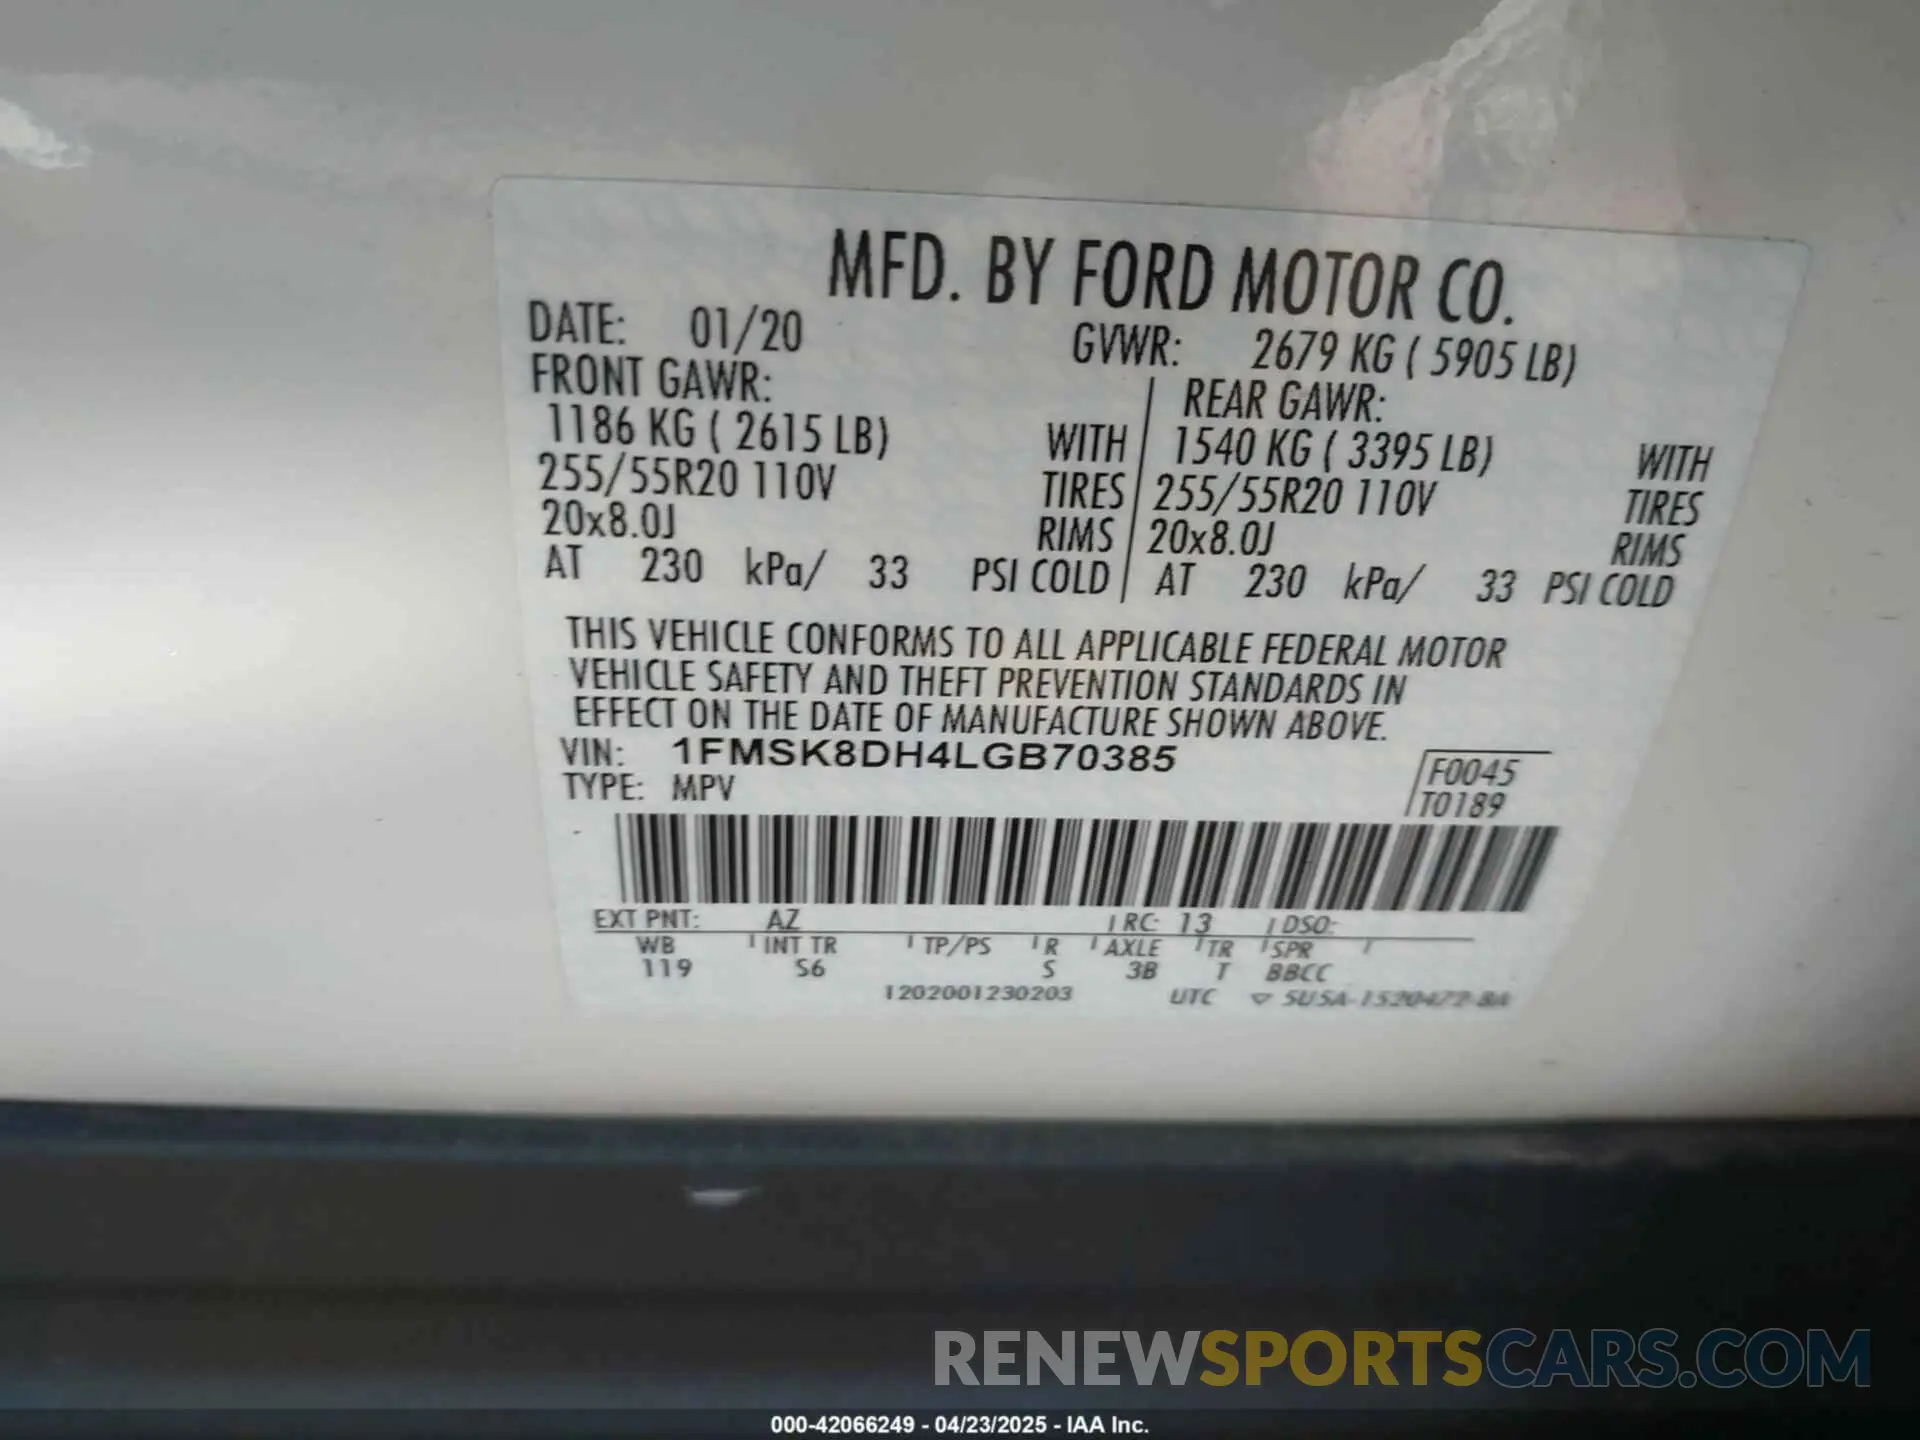 MFD. BY FORD MOTOR CO.
DATE: 01/20 GVWR: 2679 KG ( 5905 LB)
FRONT GAWR: REAR GAWR:
1186 KG ( 2615 LB) WITH 1540 KG ( 3395 LB) WITH
255/55R20 110V TIRES 255/55R20 110V TIRES
20x8.0J RIMS 20x8.0J RIMS
AT 230 kPa/ 33 PSI COLD AT 230 kPa/ 33 PSI COLD
THIS VEHICLE CONFORMS TO ALL APPLICABLE FEDERAL MOTOR
VEHICLE SAFETY AND THEFT PREVENTION STANDARDS IN
EFFECT ON THE DATE OF MANUFACTURE SHOWN ABOVE.
VIN: 1FMSK8DH4LGB70385 F0045
TYPE: MPV T0189
EXT PNT: AZ RC: 13 DSO:
WB INT TR TP/PS R AXLE TR SPR
119 S6 S 3B T BBCC
1202001230203 UTC
RENEWSPORTSCARS.COM
000-42066249 - 04/23/2025 - IAA Inc.